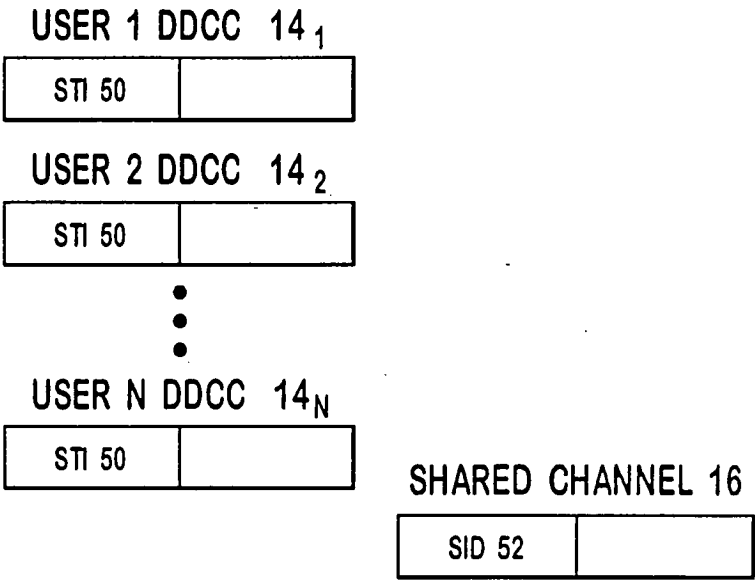 USER 1 DDCC 14₁
STI 50
USER 2 DDCC 14₂
STI 50
USER N DDCC 14N
STI 50
SHARED CHANNEL 16
SID 52